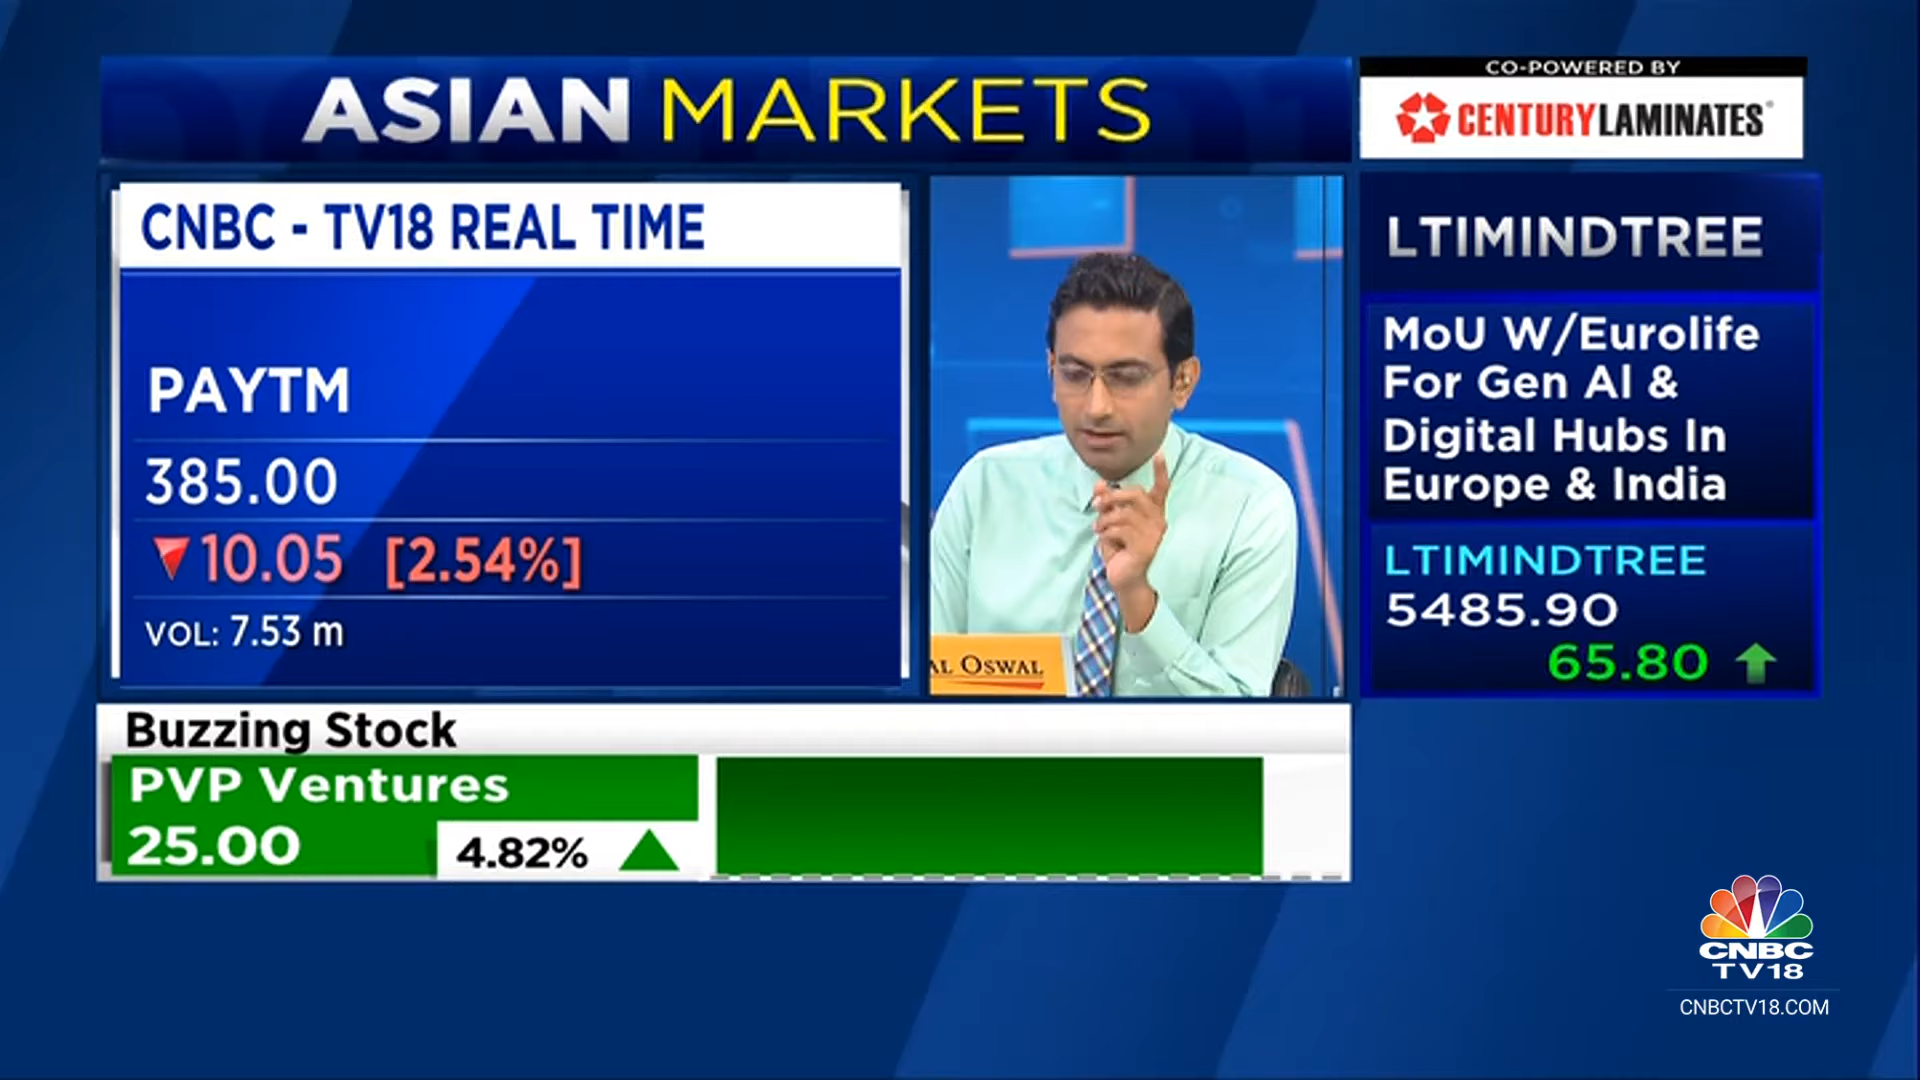 ASIAN MARKETS
CO-POWERED BY
CENTURYLAMINATES®
CNBC - TV18 REAL TIME
PAYTM
385.00
▼10.05 [2.54%]
VOL: 7.53 m
AL OSWAL
LTIMINDTREE
MoU W/Eurolife
For Gen AI &
Digital Hubs In
Europe & India
LTIMINDTREE
5485.90
65.80
Buzzing Stock
PVP Ventures
25.00
4.82%
CNBC
TV18
CNBCTV18.COM